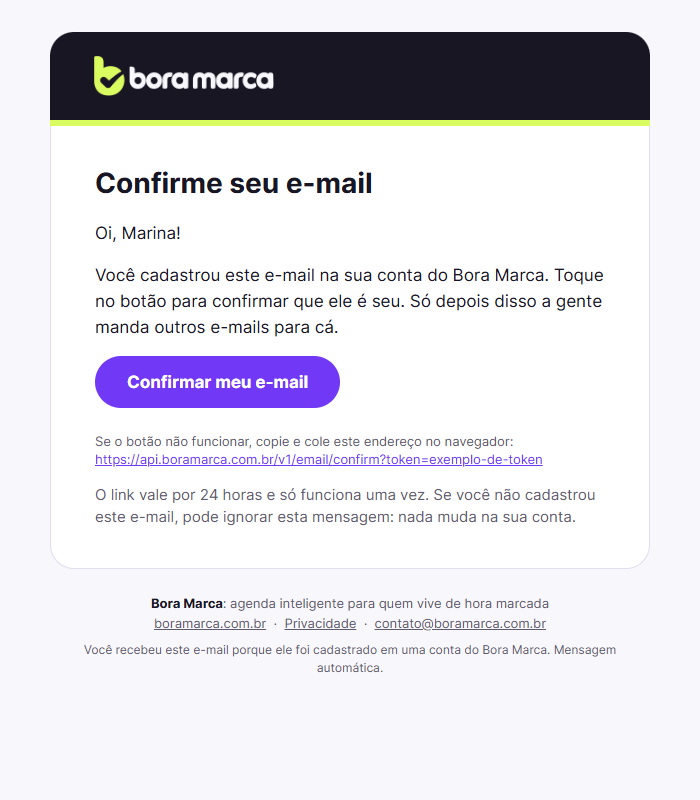 bora marca
Confirme seu e-mail
Oi, Marina!
Você cadastrou este e-mail na sua conta do Bora Marca. Toque
no botão para confirmar que ele é seu. Só depois disso a gente
manda outros e-mails para cá.
Confirmar meu e-mail
Se o botão não funcionar, copie e cole este endereço no navegador:
https://api.boramarca.com.br/v1/email/confirm?token=exemplo-de-token
O link vale por 24 horas e só funciona uma vez. Se você não cadastrou
este e-mail, pode ignorar esta mensagem: nada muda na sua conta.
Bora Marca: agenda inteligente para quem vive de hora marcada
boramarca.com.br · Privacidade · contato@boramarca.com.br
Você recebeu este e-mail porque ele foi cadastrado em uma conta do Bora Marca. Mensagem
automática.